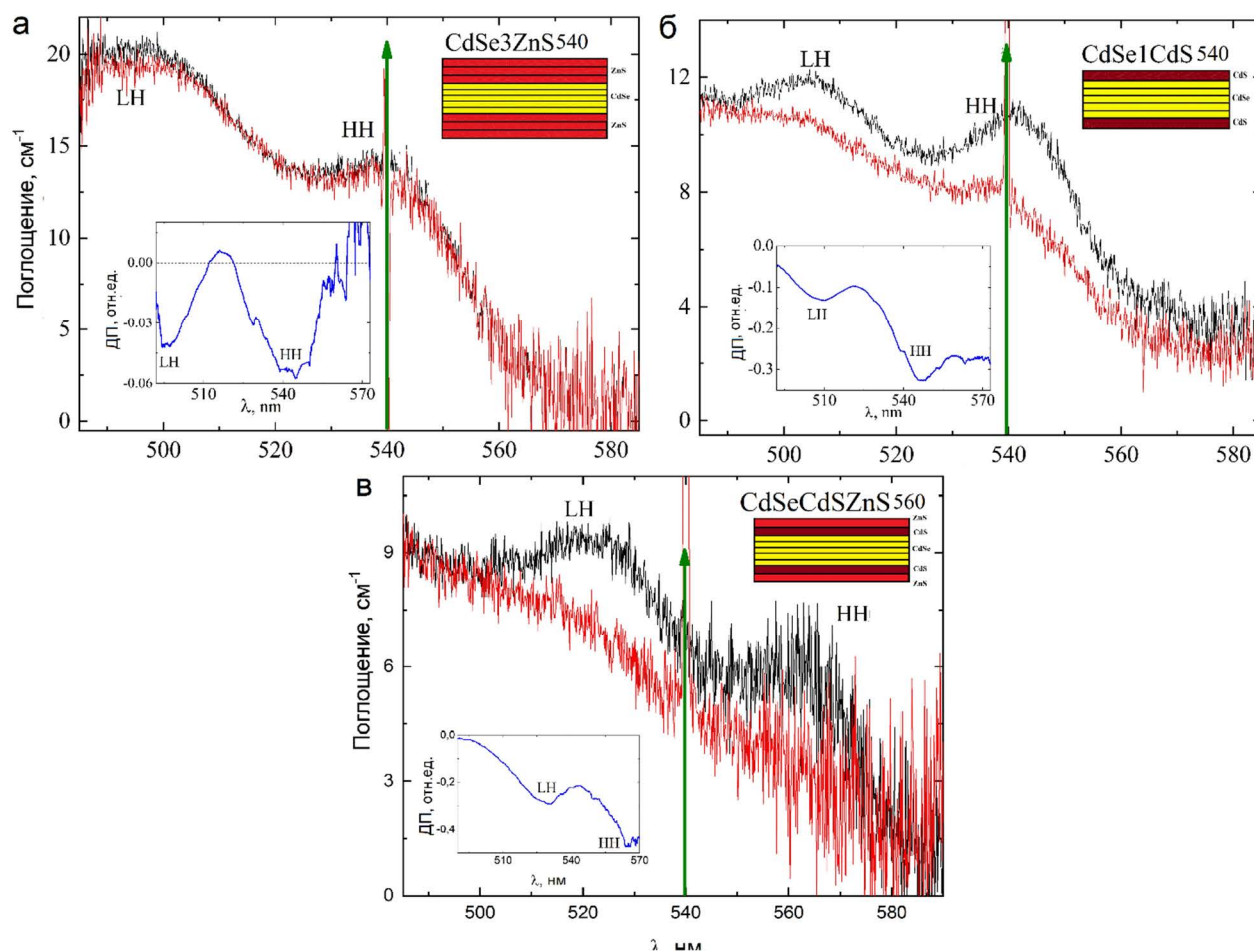 а
CdSe3ZnS540
ZnS
CdSe
ZnS
LH
HH
Поглощение, см⁻¹
20
15
10
5
0
0.00
-0.03
-0.06
ДП, отн.ед.
LH
HH
510
540
570
λ, nm
500
520
540
560
580
б
CdSe1CdS540
CdS
CdSe
CdS
LH
HH
12
8
4
0
0.0
-0.1
-0.2
-0.3
ДП, отн.ед.
LH
HH
510
540
570
λ, nm
500
520
540
560
580
в
CdSeCdSZnS560
ZnS
CdS
CdSe
CdS
ZnS
LH
HH
Поглощение, см⁻¹
9
6
3
0
0,0
-0,2
-0,4
ДП, отн.ед.
LH
HH
510
540
570
λ, нм
500
520
540
560
580
λ, нм